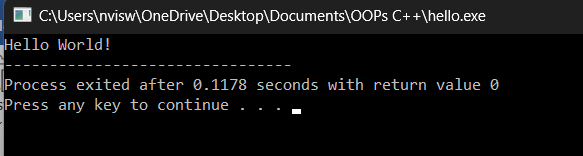 C:\Users\nvisw\OneDrive\Desktop\Documents\OOPs C++\hello.exe
Hello World!
--------------------------------
Process exited after 0.1178 seconds with return value 0
Press any key to continue . . .